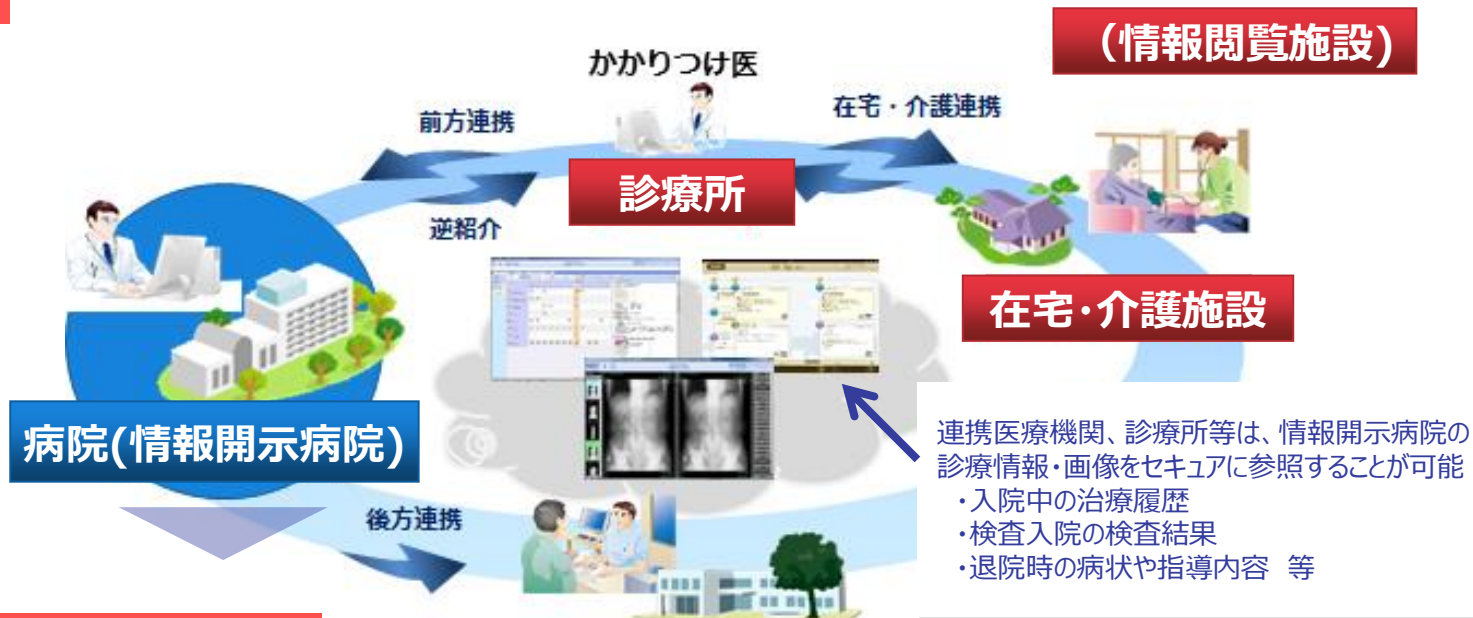 (情報閲覧施設)
かかりつけ医
前方連携
在宅・介護連携
診療所
逆紹介
在宅・介護施設
病院(情報開示病院)
連携医療機関、診療所等は、情報開示病院の
診療情報・画像をセキュアに参照することが可能
・入院中の治療履歴
・検査入院の検査結果
・退院時の病状や指導内容 等
後方連携